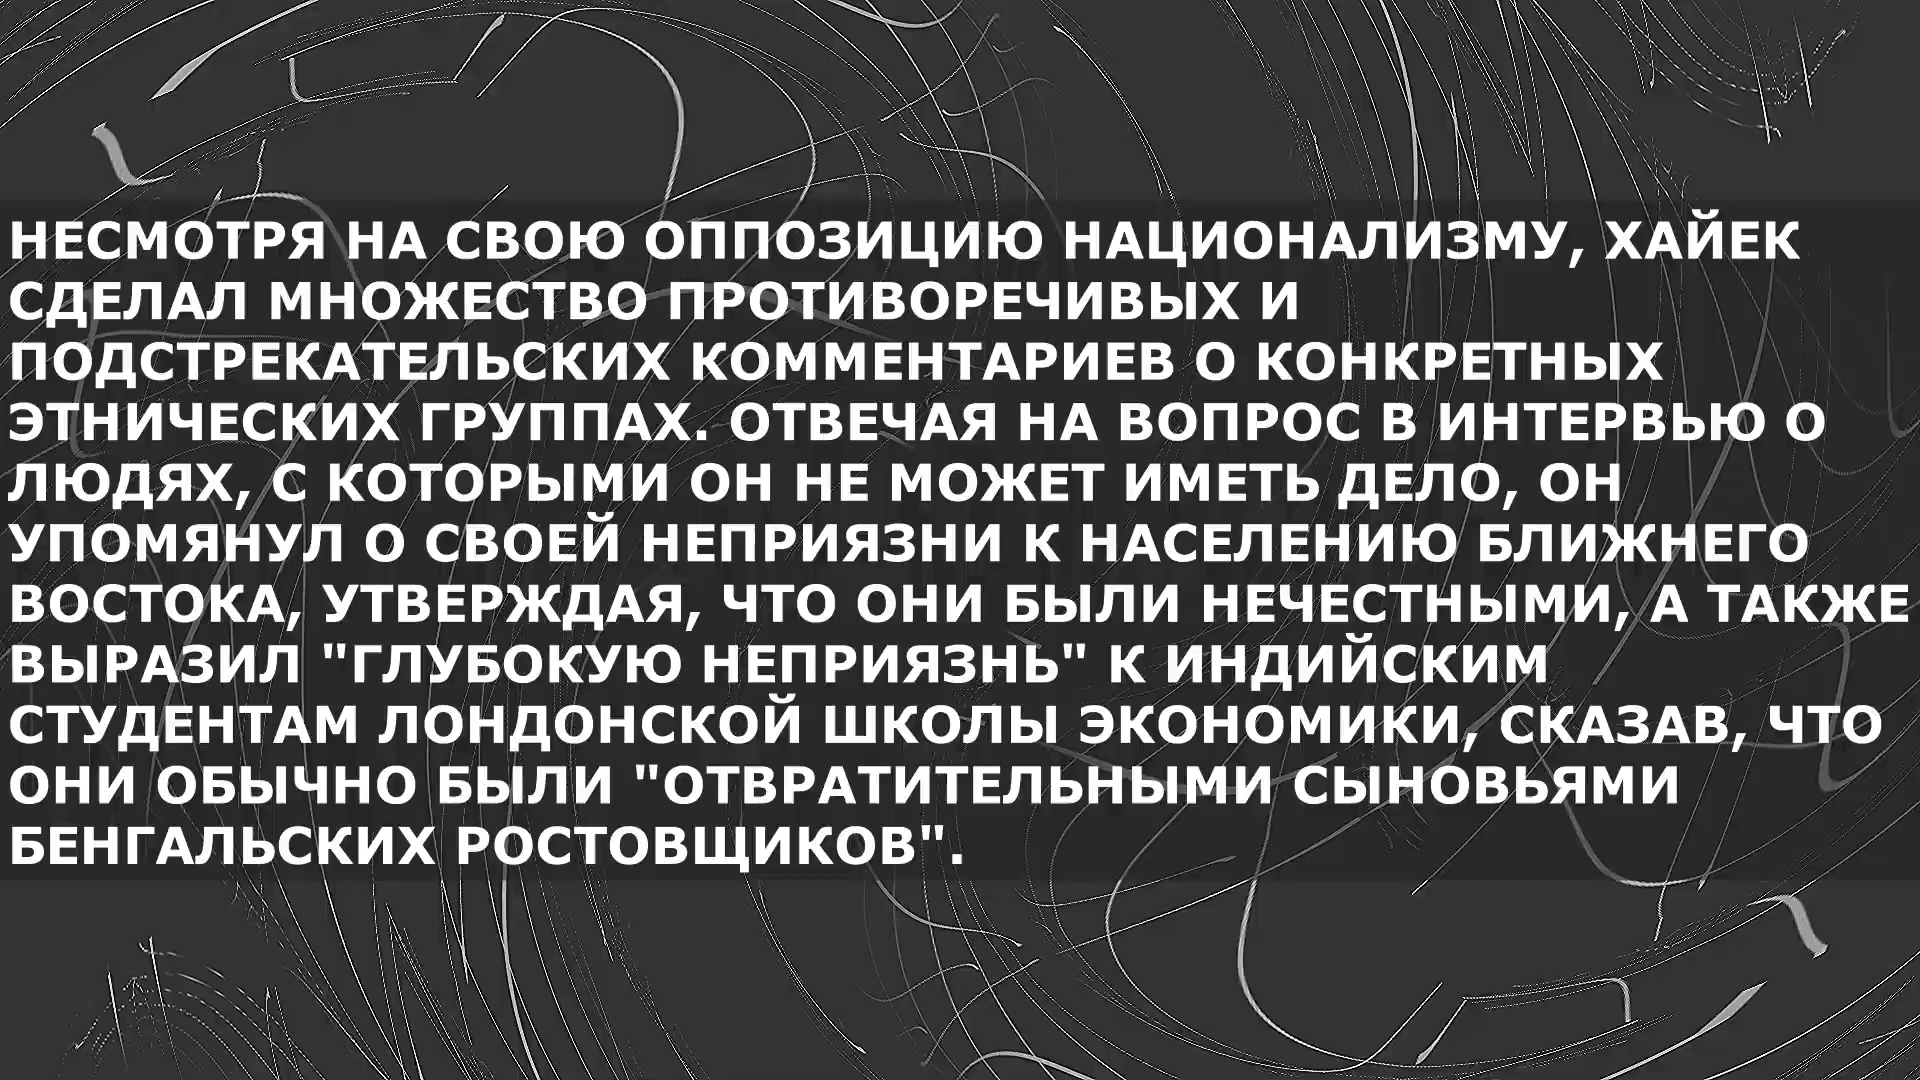 НЕСМОТРЯ НА СВОЮ ОППОЗИЦИЮ НАЦИОНАЛИЗМУ, ХАЙЕК
СДЕЛАЛ МНОЖЕСТВО ПРОТИВОРЕЧИВЫХ И
ПОДСТРЕКАТЕЛЬСКИХ КОММЕНТАРИЕВ О КОНКРЕТНЫХ
ЭТНИЧЕСКИХ ГРУППАХ. ОТВЕЧАЯ НА ВОПРОС В ИНТЕРВЬЮ О
ЛЮДЯХ, С КОТОРЫМИ ОН НЕ МОЖЕТ ИМЕТЬ ДЕЛО, ОН
УПОМЯНУЛ О СВОЕЙ НЕПРИЯЗНИ К НАСЕЛЕНИЮ БЛИЖНЕГО
ВОСТОКА, УТВЕРЖДАЯ, ЧТО ОНИ БЫЛИ НЕЧЕСТНЫМИ, А ТАКЖЕ
ВЫРАЗИЛ "ГЛУБОКУЮ НЕПРИЯЗНЬ" К ИНДИЙСКИМ
СТУДЕНТАМ ЛОНДОНСКОЙ ШКОЛЫ ЭКОНОМИКИ, СКАЗАВ, ЧТО
ОНИ ОБЫЧНО БЫЛИ "ОТВРАТИТЕЛЬНЫМИ СЫНОВЬЯМИ
БЕНГАЛЬСКИХ РОСТОВЩИКОВ".